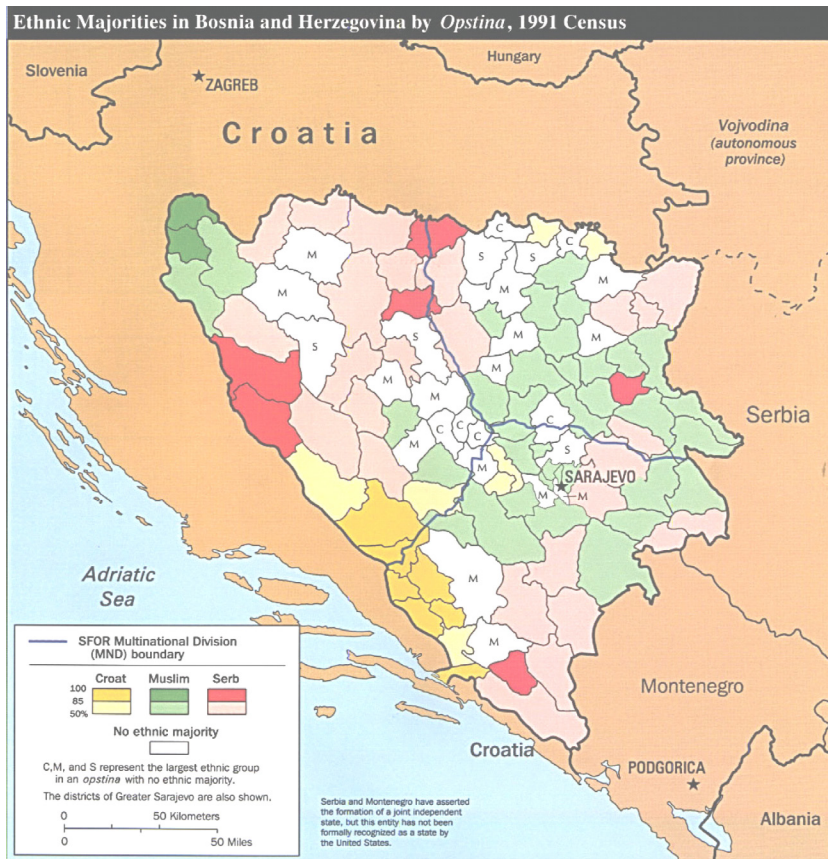 Ethnic Majorities in Bosnia and Herzegovina by Opstina, 1991 Census
Slovenia
Hungary
ZAGREB
Croatia
Vojvodina
(autonomous
province)
C
C
S
S
M
M
M
M
S
M
S
M
M
M
C
C
C
C
M
S
M
SARAJEVO
M
M
Serbia
Adriatic
Sea
M
M
Montenegro
Croatia
PODGORICA
Albania
SFOR Multinational Division
(MND) boundary
Croat Muslim Serb
100
85
50%
No ethnic majority
C,M, and S represent the largest ethnic group
in an opstina with no ethnic majority.
The districts of Greater Sarajevo are also shown.
0 50 Kilometers
0 50 Miles
Serbia and Montenegro have asserted
the formation of a joint independent
state, but this entity has not been
formally recognized as a state by
the United States.